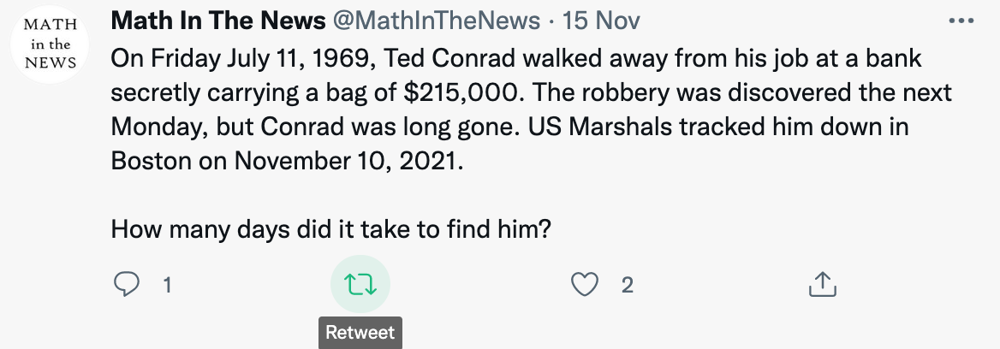 MATH
in the
NEWS
Math In The News @MathInTheNews · 15 Nov
On Friday July 11, 1969, Ted Conrad walked away from his job at a bank
secretly carrying a bag of $215,000. The robbery was discovered the next
Monday, but Conrad was long gone. US Marshals tracked him down in
Boston on November 10, 2021.
How many days did it take to find him?
1
2
Retweet